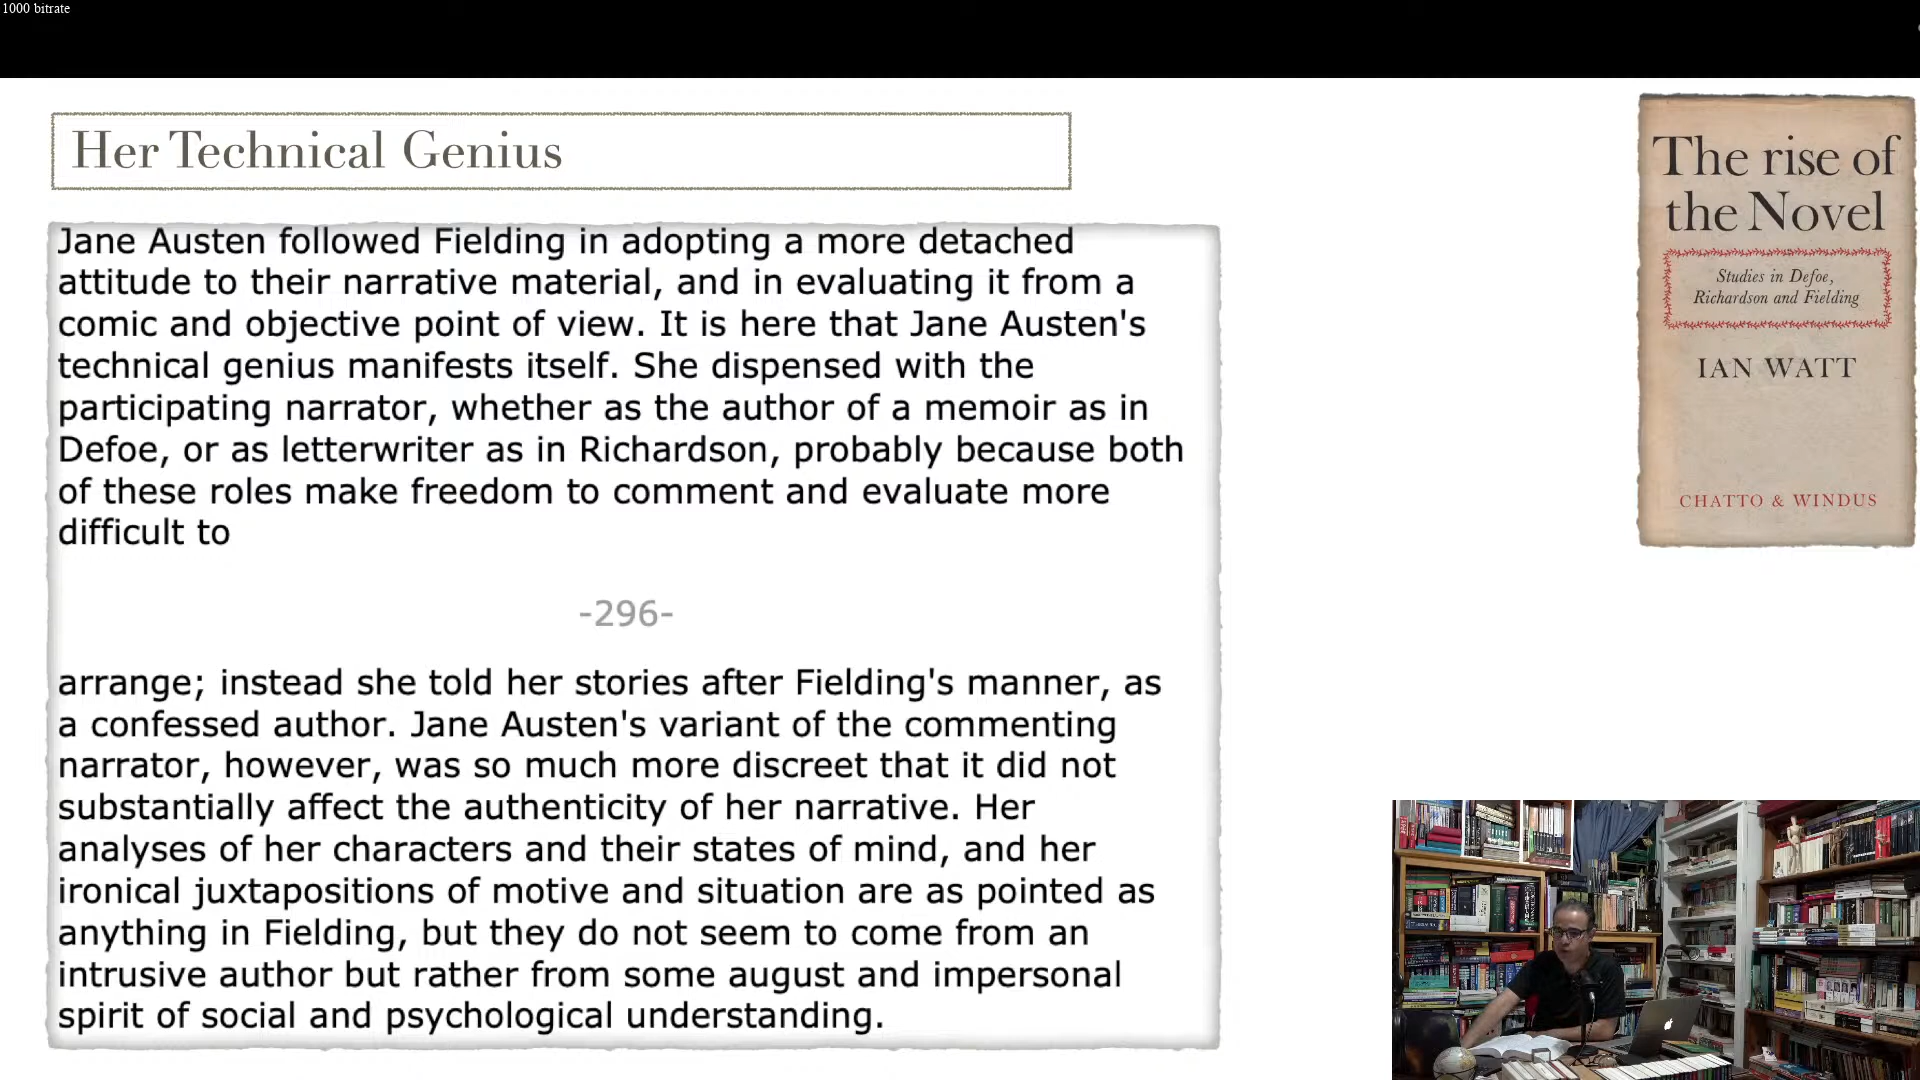 1000 bitrate
Her Technical Genius
Jane Austen followed Fielding in adopting a more detached
attitude to their narrative material, and in evaluating it from a
comic and objective point of view. It is here that Jane Austen's
technical genius manifests itself. She dispensed with the
participating narrator, whether as the author of a memoir as in
Defoe, or as letterwriter as in Richardson, probably because both
of these roles make freedom to comment and evaluate more
difficult to
-296-
arrange; instead she told her stories after Fielding's manner, as
a confessed author. Jane Austen's variant of the commenting
narrator, however, was so much more discreet that it did not
substantially affect the authenticity of her narrative. Her
analyses of her characters and their states of mind, and her
ironical juxtapositions of motive and situation are as pointed as
anything in Fielding, but they do not seem to come from an
intrusive author but rather from some august and impersonal
spirit of social and psychological understanding.
The rise of
the Novel
Studies in Defoe,
Richardson and Fielding
IAN WATT
CHATTO & WINDUS